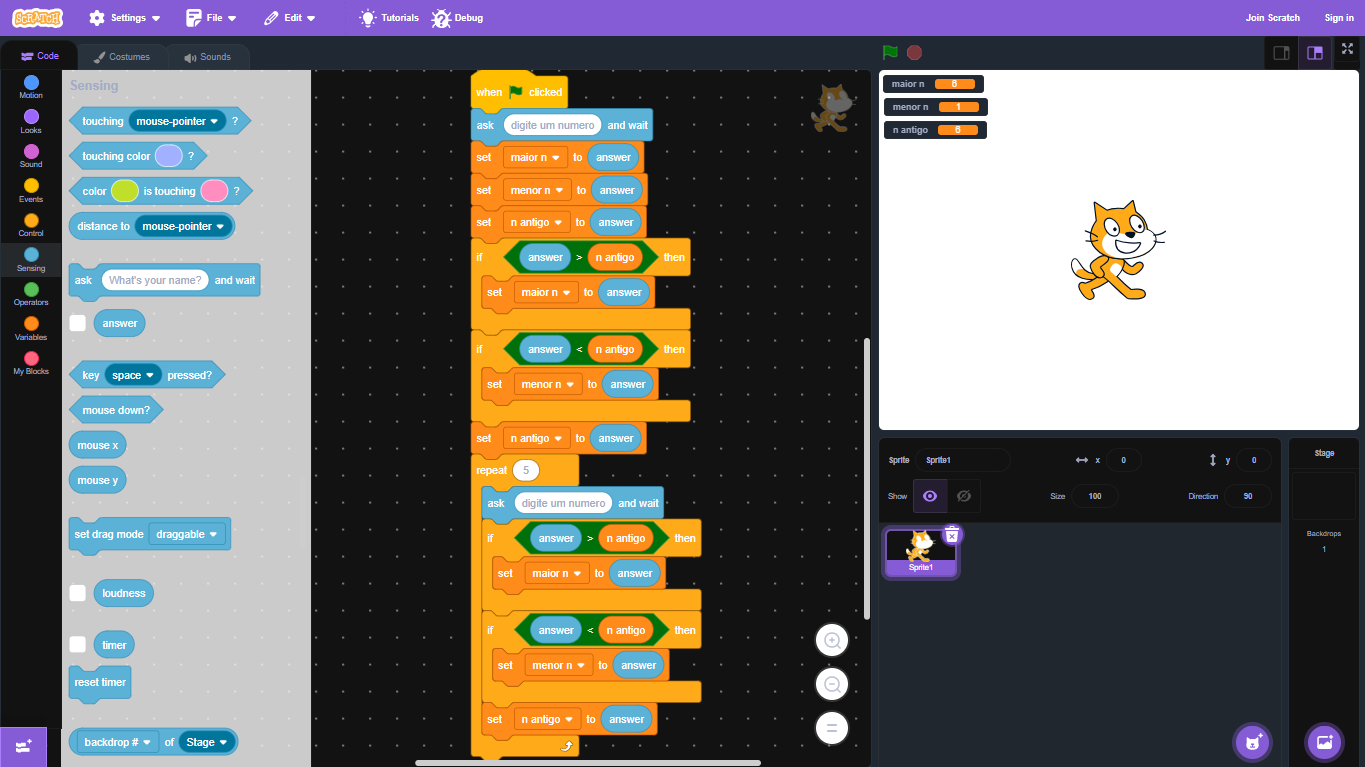 SCRATCH Settings File Edit Tutorials Debug Join Scratch Sign in
Code Costumes Sounds
Motion
Looks
Sound
Events
Control
Sensing
Operators
Variables
My Blocks
Sensing
touching mouse-pointer ?
touching color ?
color is touching ?
distance to mouse-pointer
ask What's your name? and wait
answer
key space pressed?
mouse down?
mouse x
mouse y
set drag mode draggable
loudness
timer
reset timer
backdrop # of Stage
when clicked
ask digite um numero and wait
set maior n to answer
set menor n to answer
set n antigo to answer
if answer > n antigo then
set maior n to answer
if answer < n antigo then
set menor n to answer
set n antigo to answer
repeat 5
ask digite um numero and wait
if answer > n antigo then
set maior n to answer
if answer < n antigo then
set menor n to answer
set n antigo to answer
maior n 6
menor n 1
n antigo 6
Sprite Sprite1 x 0 y 0
Show Size 100 Direction 90
Sprite1
Stage
Backdrops
1